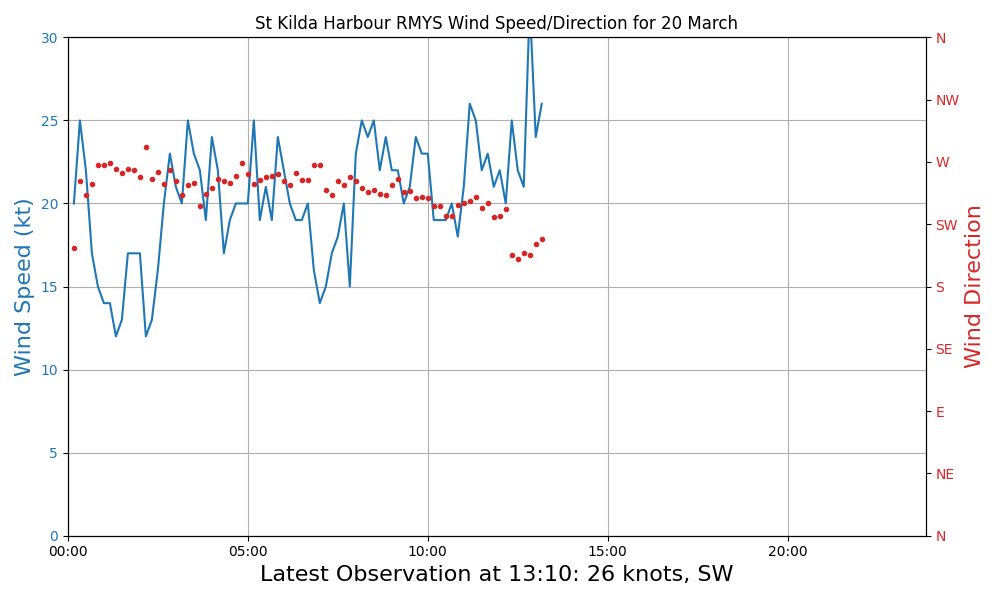 St Kilda Harbour RMYS Wind Speed/Direction for 20 March
30
25
20
15
10
5
0
Wind Speed (kt)
N
NW
W
SW
S
SE
E
NE
N
Wind Direction
00:00
05:00
10:00
15:00
20:00
Latest Observation at 13:10: 26 knots, SW